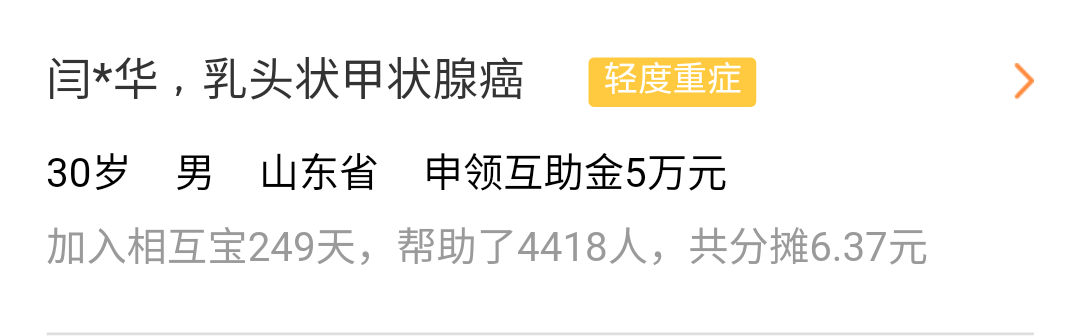 闫*华，乳头状甲状腺癌 轻度重症
30岁 男 山东省 申领互助金5万元
加入相互宝249天，帮助了4418人，共分摊6.37元